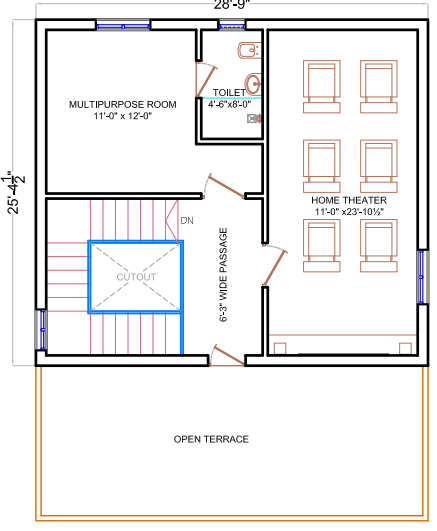 28'-9"
MULTIPURPOSE ROOM
11'-0" x 12'-0"
TOILET
4'-6"x8'-0"
25'-4½"
HOME THEATER
11'-0" x23'-10½"
DN
CUTOUT
6'-3" WIDE PASSAGE
OPEN TERRACE